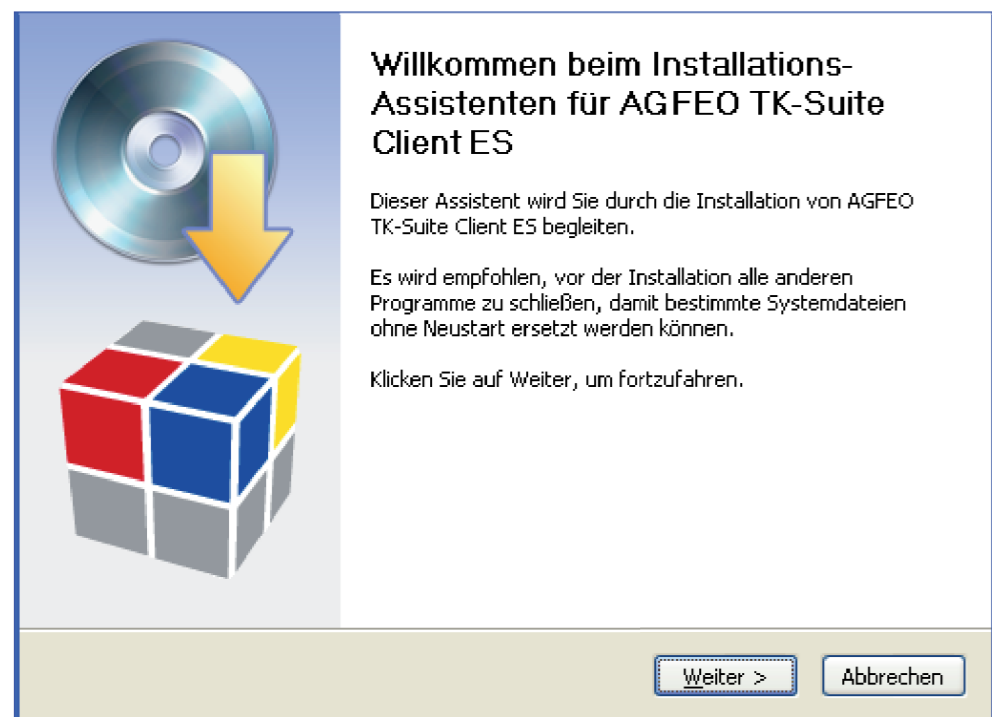 Willkommen beim Installations-
Assistenten für AGFEO TK-Suite
Client ES
Dieser Assistent wird Sie durch die Installation von AGFEO
TK-Suite Client ES begleiten.
Es wird empfohlen, vor der Installation alle anderen
Programme zu schließen, damit bestimmte Systemdateien
ohne Neustart ersetzt werden können.
Klicken Sie auf Weiter, um fortzufahren.
Weiter > Abbrechen